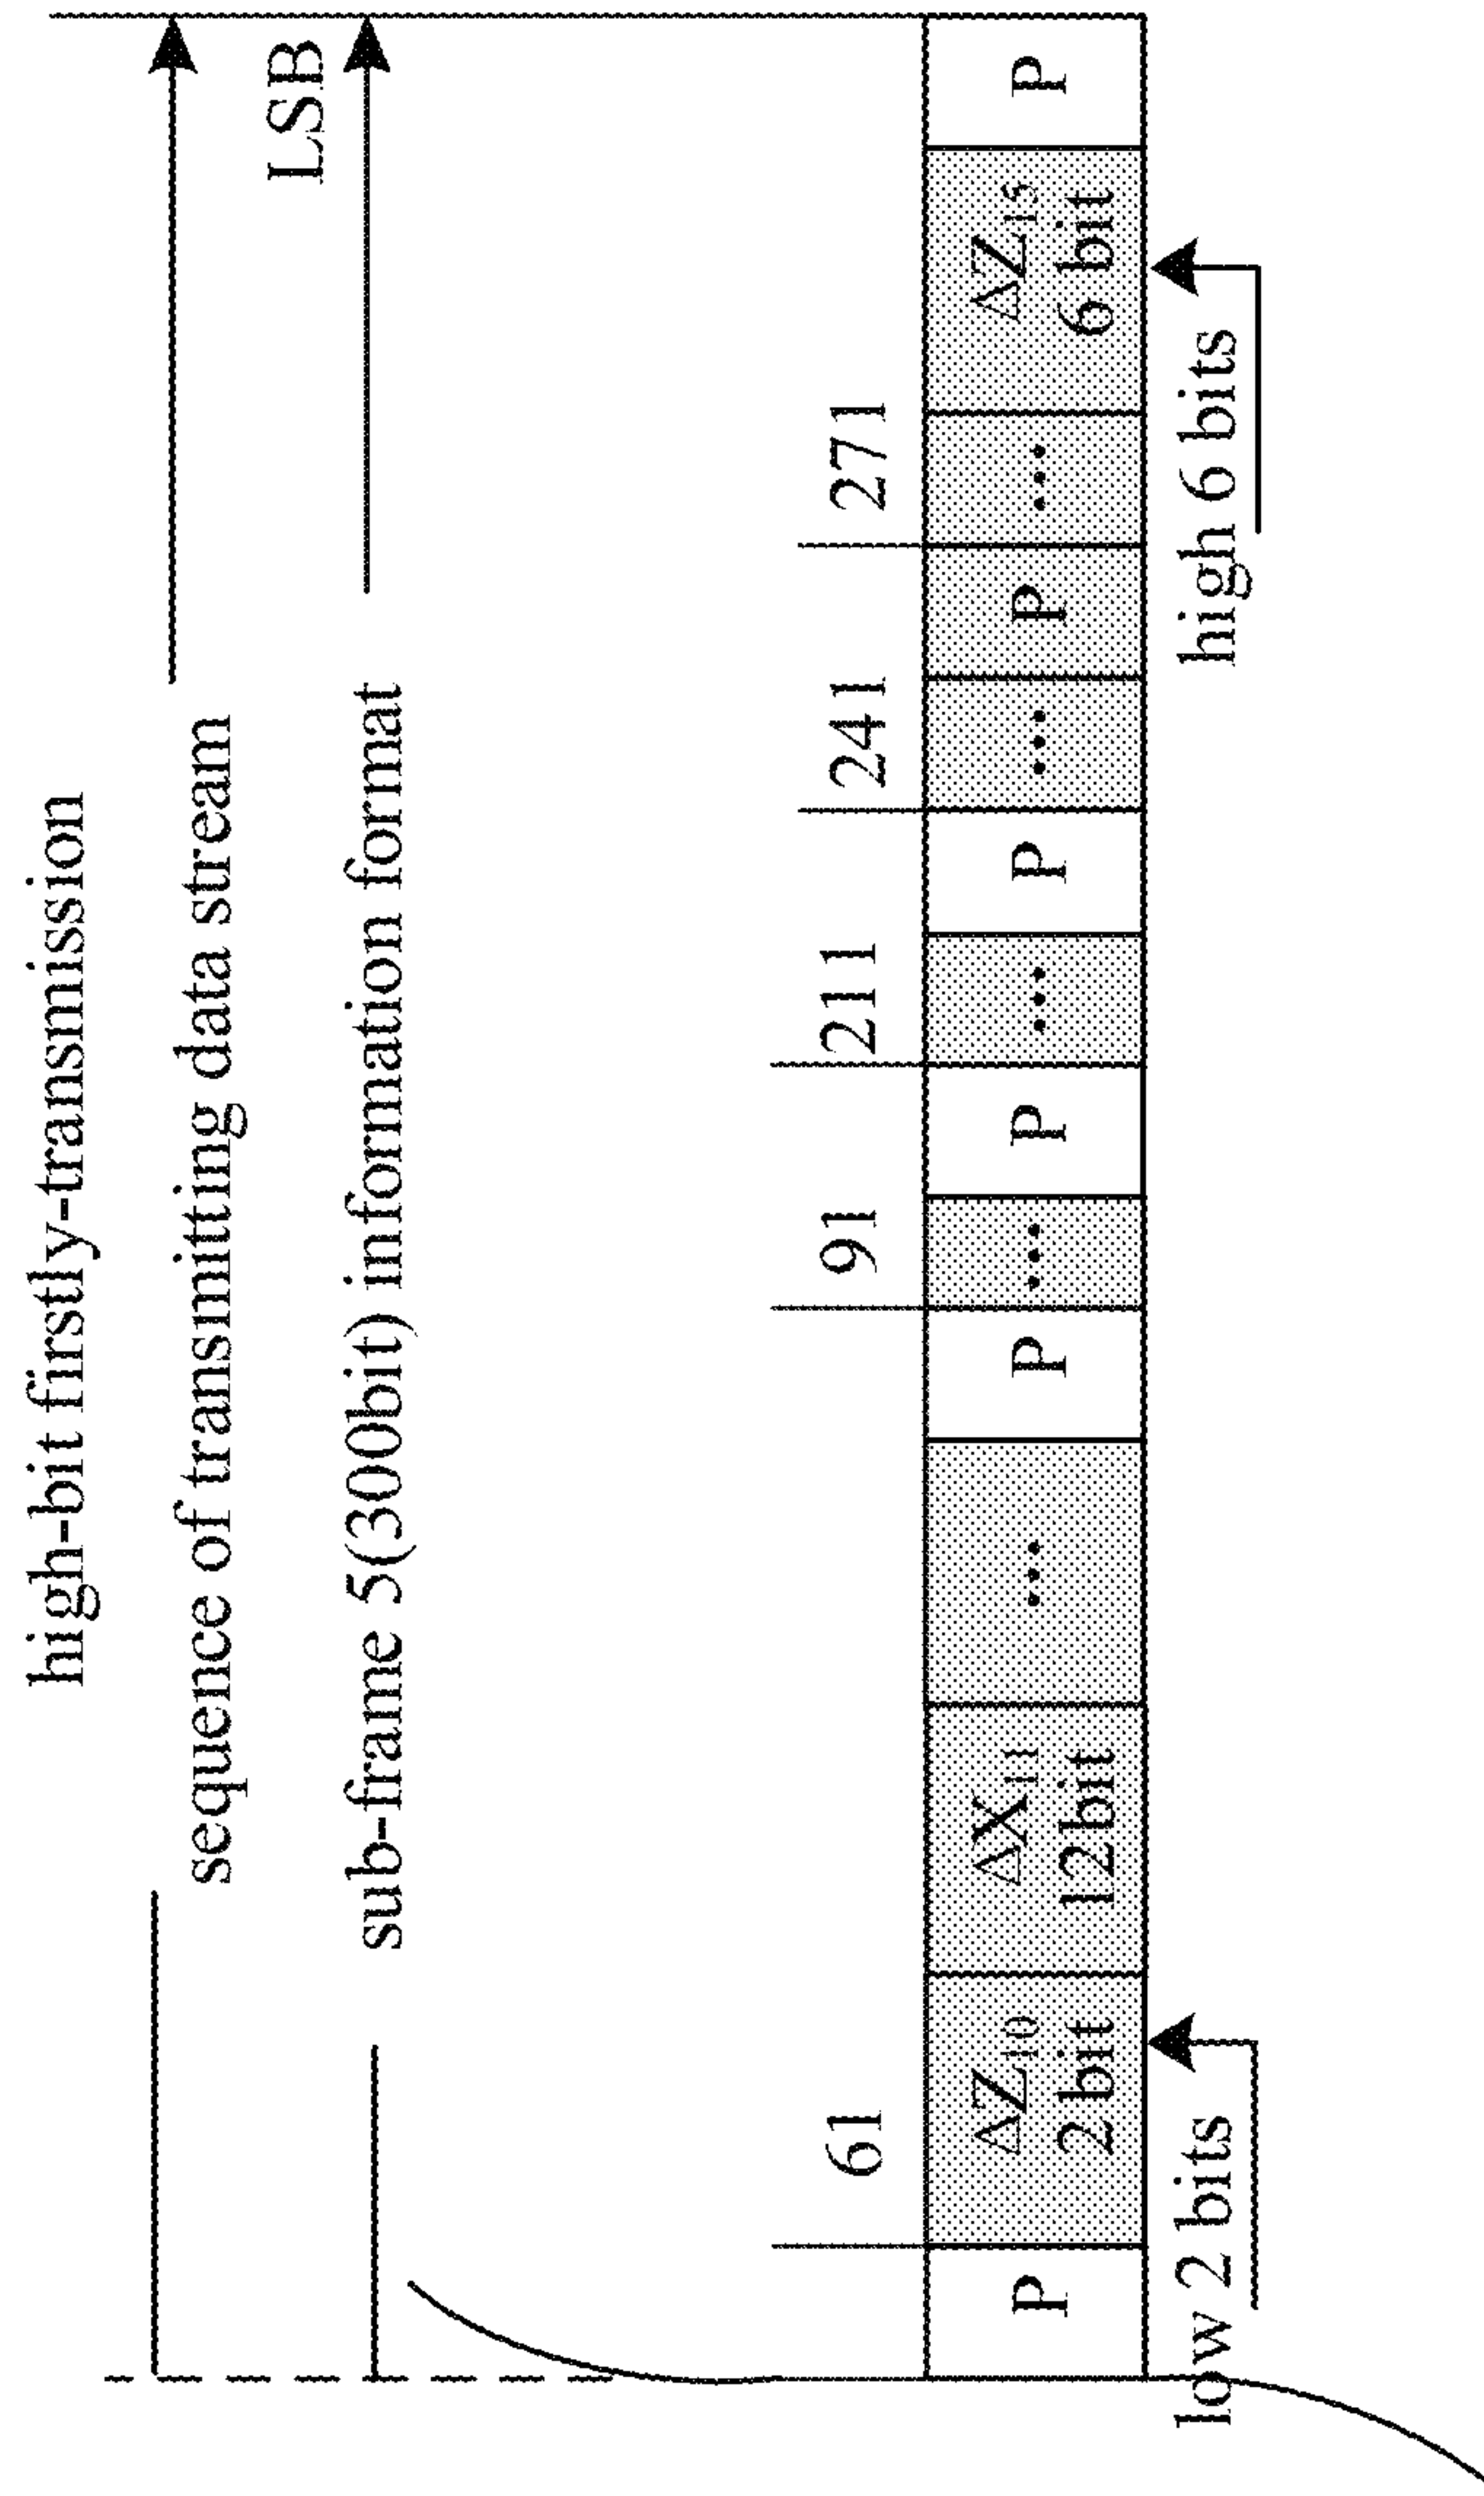 high-bit firstly-transmission
sequence of transmitting data stream
LSB
sub-frame 5(300bit) information format
61
91
211
241
271
P
ΔZ₁₀
2 bit
ΔX₁₁
12bit
...
P
...
P
...
P
...
P
...
ΔZ₁₅
6 bit
P
low 2 bits
high 6 bits